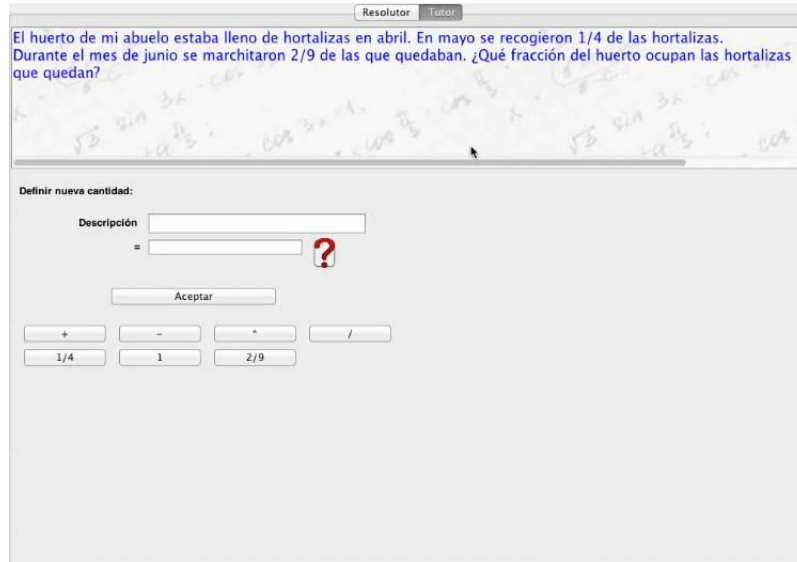 Resolutor Tutor
El huerto de mi abuelo estaba lleno de hortalizas en abril. En mayo se recogieron 1/4 de las hortalizas.
Durante el mes de junio se marchitaron 2/9 de las que quedaban. ¿Qué fracción del huerto ocupan las hortalizas
que quedan?
Definir nueva cantidad:
Descripción
=
?
Aceptar
+ - * /
1/4 1 2/9